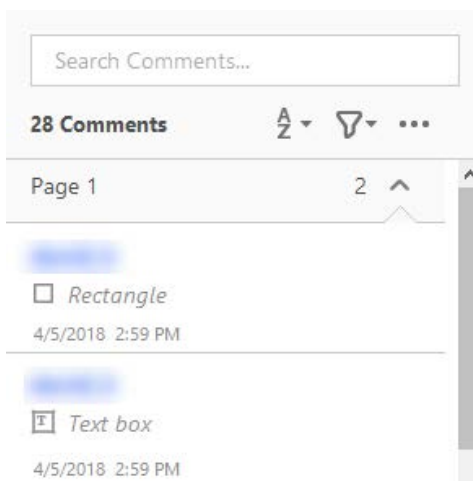 Search Comments...
28 Comments
Page 1 2
Rectangle
4/5/2018 2:59 PM
Text box
4/5/2018 2:59 PM